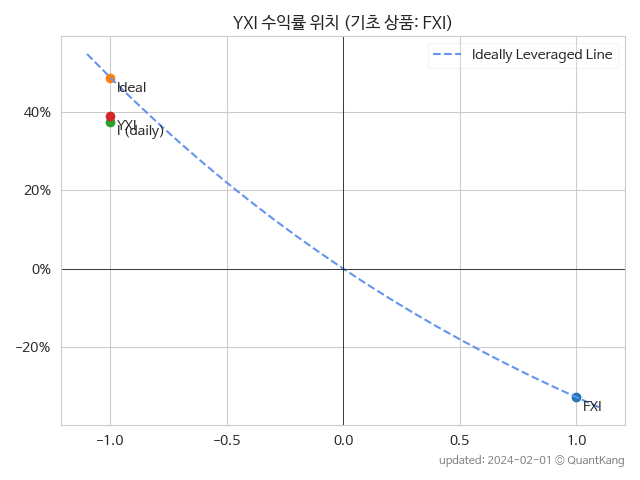 YXI 수익률 위치 (기초 상품: FXI)
Ideally Leveraged Line
Ideal
YXI
I (daily)
FXI
40%
20%
0%
−20%
−1.0
−0.5
0.0
0.5
1.0
updated: 2024-02-01 © QuantKang